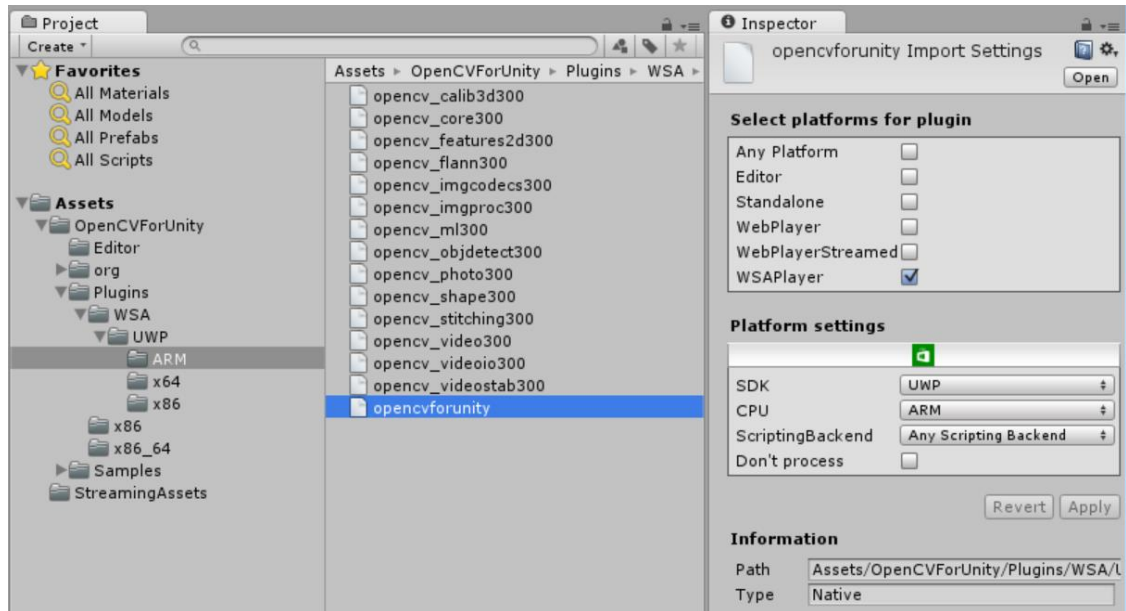 Project
Create
Favorites
All Materials
All Models
All Prefabs
All Scripts
Assets
OpenCVForUnity
Editor
org
Plugins
WSA
UWP
ARM
x64
x86
x86
x86_64
Samples
StreamingAssets
Assets ▸ OpenCVForUnity ▸ Plugins ▸ WSA ▸
opencv_calib3d300
opencv_core300
opencv_features2d300
opencv_flann300
opencv_imgcodecs300
opencv_imgproc300
opencv_ml300
opencv_objdetect300
opencv_photo300
opencv_shape300
opencv_stitching300
opencv_video300
opencv_videoio300
opencv_videostab300
opencvforunity
Inspector
opencvforunity Import Settings
Open
Select platforms for plugin
Any Platform
Editor
Standalone
WebPlayer
WebPlayerStreamed
WSAPlayer
Platform settings
SDK UWP
CPU ARM
ScriptingBackend Any Scripting Backend
Don't process
Revert Apply
Information
Path Assets/OpenCVForUnity/Plugins/WSA/U
Type Native